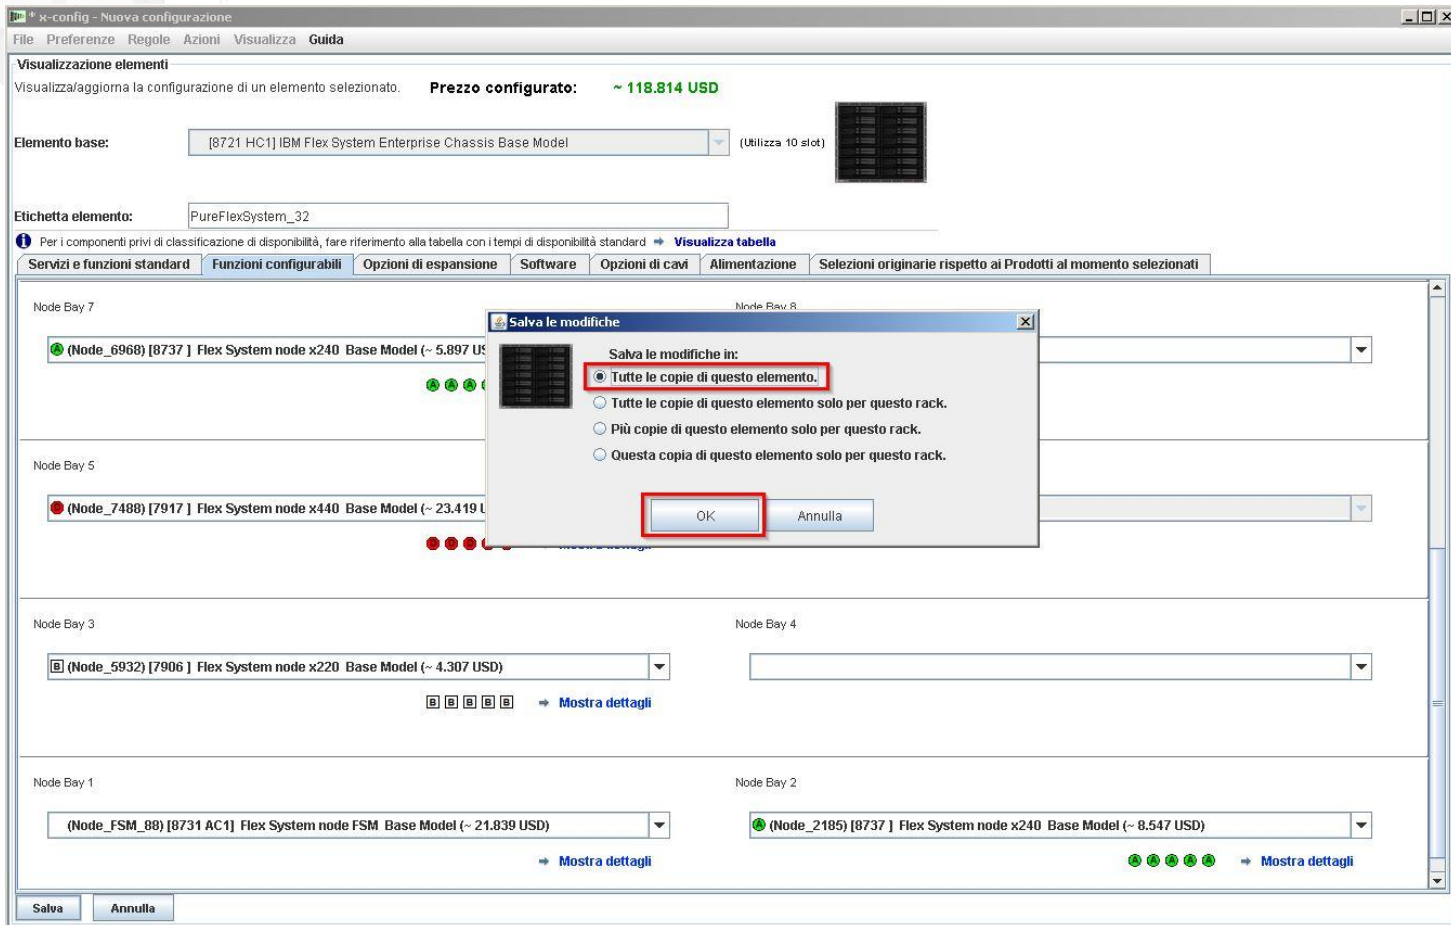 * x-config - Nuova configurazione
File Preferenze Regole Azioni Visualizza Guida
Visualizzazione elementi
Visualizza/aggiorna la configurazione di un elemento selezionato. Prezzo configurato: ~ 118.814 USD
Elemento base: [8721 HC1] IBM Flex System Enterprise Chassis Base Model (Utilizza 10 slot)
Etichetta elemento: PureFlexSystem_32
Per i componenti privi di classificazione di disponibilità, fare riferimento alla tabella con i tempi di disponibilità standard Visualizza tabella
Servizi e funzioni standard Funzioni configurabili Opzioni di espansione Software Opzioni di cavi Alimentazione Selezioni originarie rispetto ai Prodotti al momento selezionati
Node Bay 7 Node Bay 8
A (Node_6968) [8737 ] Flex System node x240 Base Model (~ 5.897 US
A A A
Salva le modifiche
Salva le modifiche in:
Tutte le copie di questo elemento.
Tutte le copie di questo elemento solo per questo rack.
Più copie di questo elemento solo per questo rack.
Questa copia di questo elemento solo per questo rack.
OK Annulla
Node Bay 5
D (Node_7488) [7917 ] Flex System node x440 Base Model (~ 23.419 U
D D D
Node Bay 3 Node Bay 4
B (Node_5932) [7906 ] Flex System node x220 Base Model (~ 4.307 USD)
B B B B B Mostra dettagli
Node Bay 1 Node Bay 2
(Node_FSM_88) [8731 AC1] Flex System node FSM Base Model (~ 21.839 USD) A (Node_2185) [8737 ] Flex System node x240 Base Model (~ 8.547 USD)
Mostra dettagli A A A A A Mostra dettagli
Salva Annulla